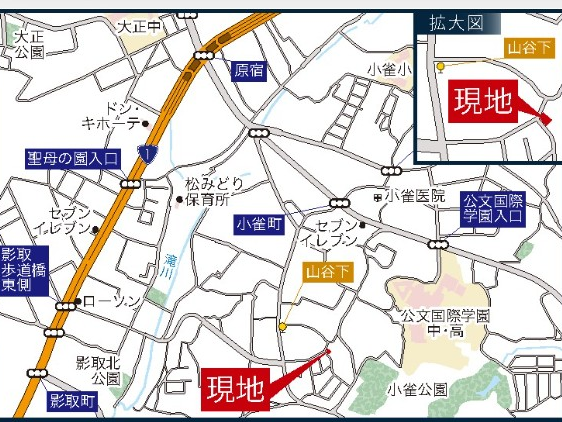 大正
公園
大正中
原宿
小雀小
拡大図
山谷下
現地
ドン・
キホーテ
聖母の園入口
1
松みどり
保育所
小雀医院
公文国際
学園入口
小雀町
セブン
イレブン
セブン
イレブン
影取
歩道橋
東側
滝川
山谷下
ローソン
公文国際学園
中・高
影取北
公園
現地
小雀公園
影取町